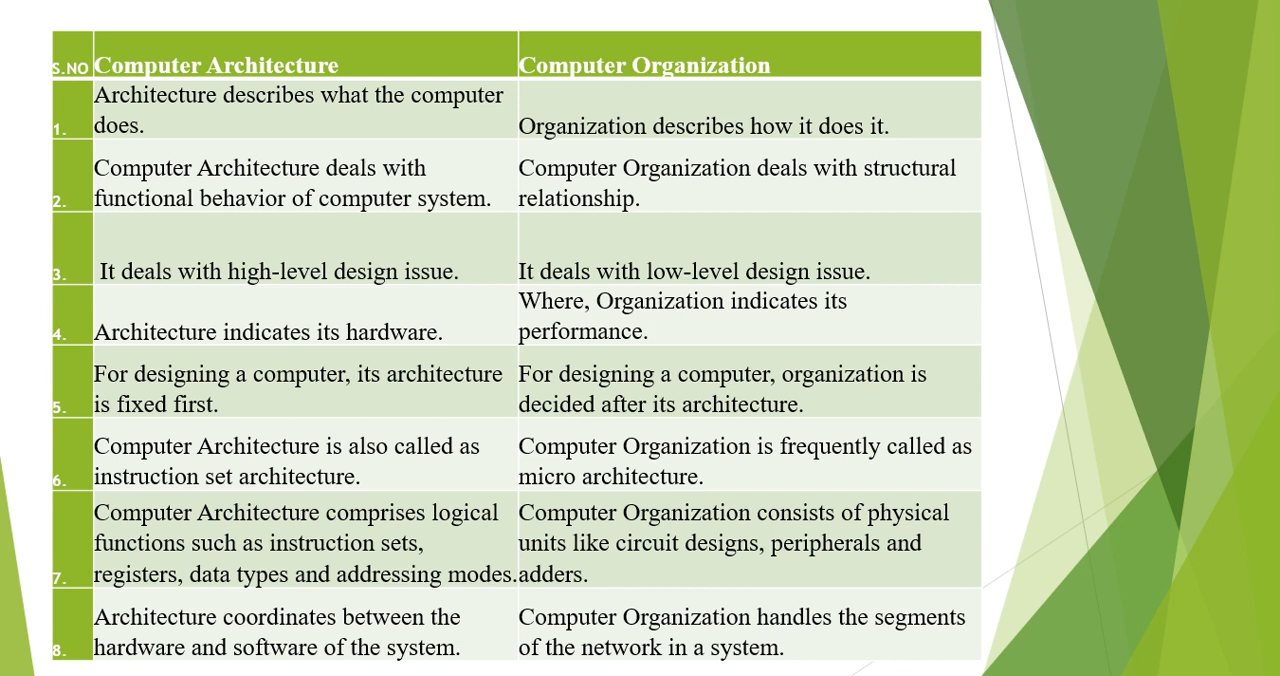 S.NO Computer Architecture Computer Organization
Architecture describes what the computer
1. does. Organization describes how it does it.
Computer Architecture deals with Computer Organization deals with structural
2. functional behavior of computer system. relationship.
3. It deals with high-level design issue. It deals with low-level design issue.
Where, Organization indicates its
4. Architecture indicates its hardware. performance.
For designing a computer, its architecture For designing a computer, organization is
5. is fixed first. decided after its architecture.
Computer Architecture is also called as Computer Organization is frequently called as
6. instruction set architecture. micro architecture.
Computer Architecture comprises logical Computer Organization consists of physical
functions such as instruction sets, units like circuit designs, peripherals and
7. registers, data types and addressing modes. adders.
Architecture coordinates between the Computer Organization handles the segments
8. hardware and software of the system. of the network in a system.